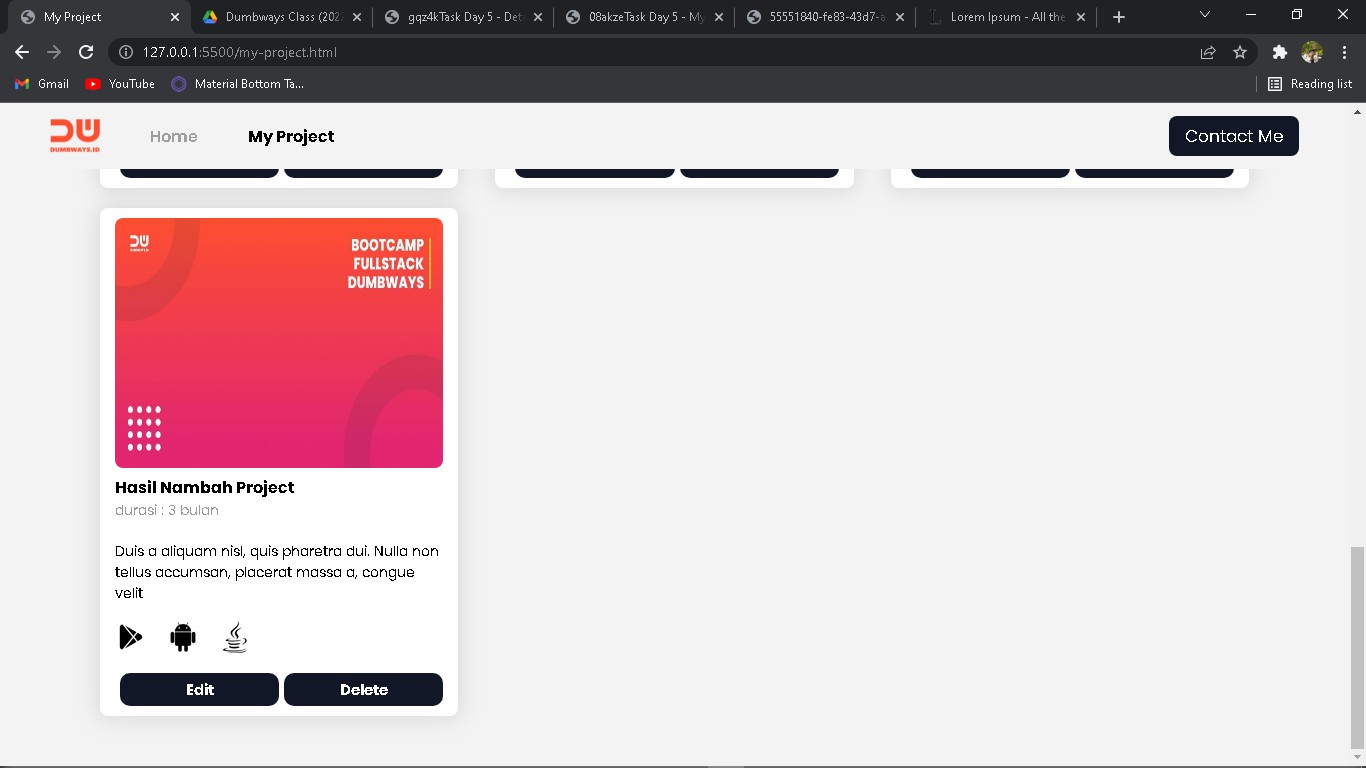 My Project
Dumbways Class (202
gqz4kTask Day 5 - Det
08akzeTask Day 5 - My
55551840-fe83-43d7-a
Lorem Ipsum - All the
127.0.0.1:5500/my-project.html
Gmail
YouTube
Material Bottom Ta...
Reading list
DUMBWAYS.ID
Home
My Project
Contact Me
BOOTCAMP
FULLSTACK
DUMBWAYS
Hasil Nambah Project
durasi : 3 bulan
Duis a aliquam nisl, quis pharetra dui. Nulla non
tellus accumsan, placerat massa a, congue
velit
Edit
Delete